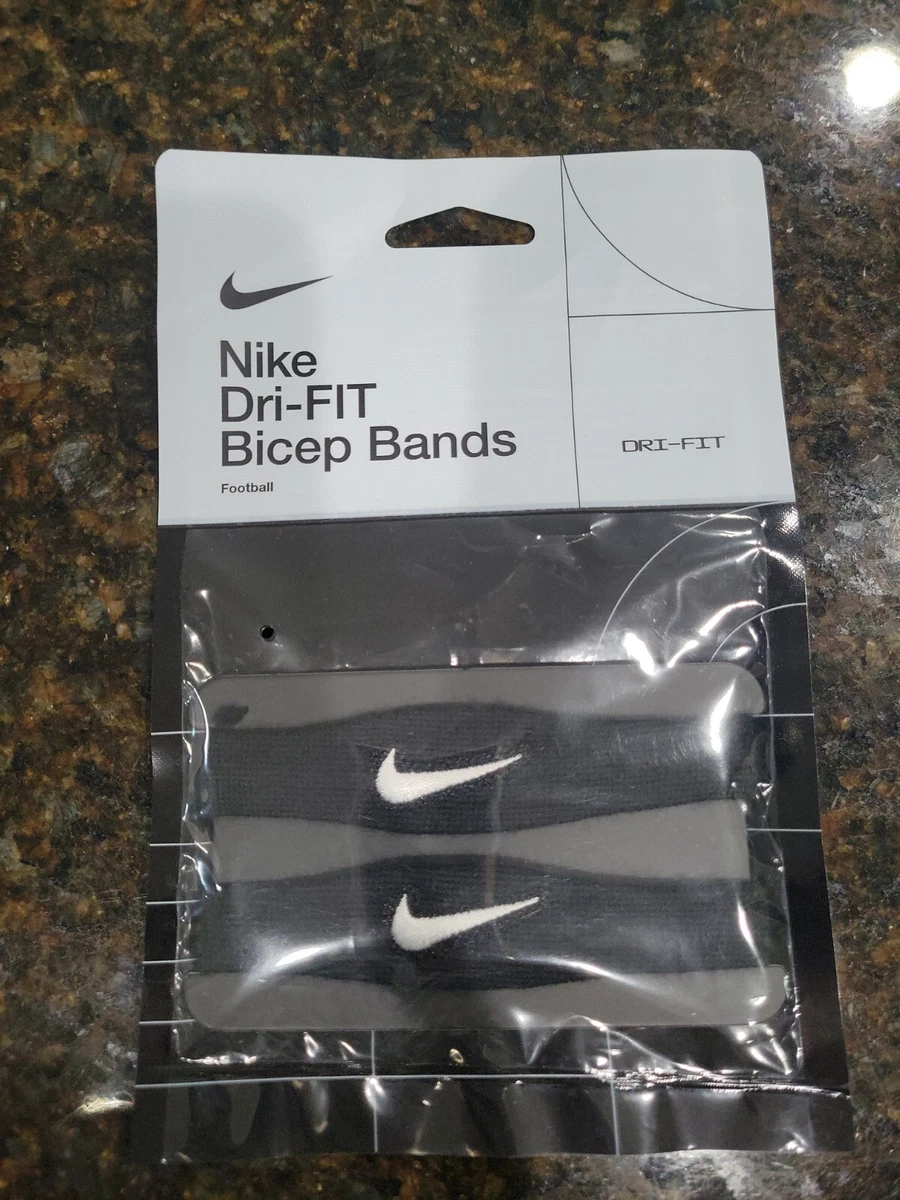 Nike
Dri-FIT
Bicep Bands
Football
DRI-FIT